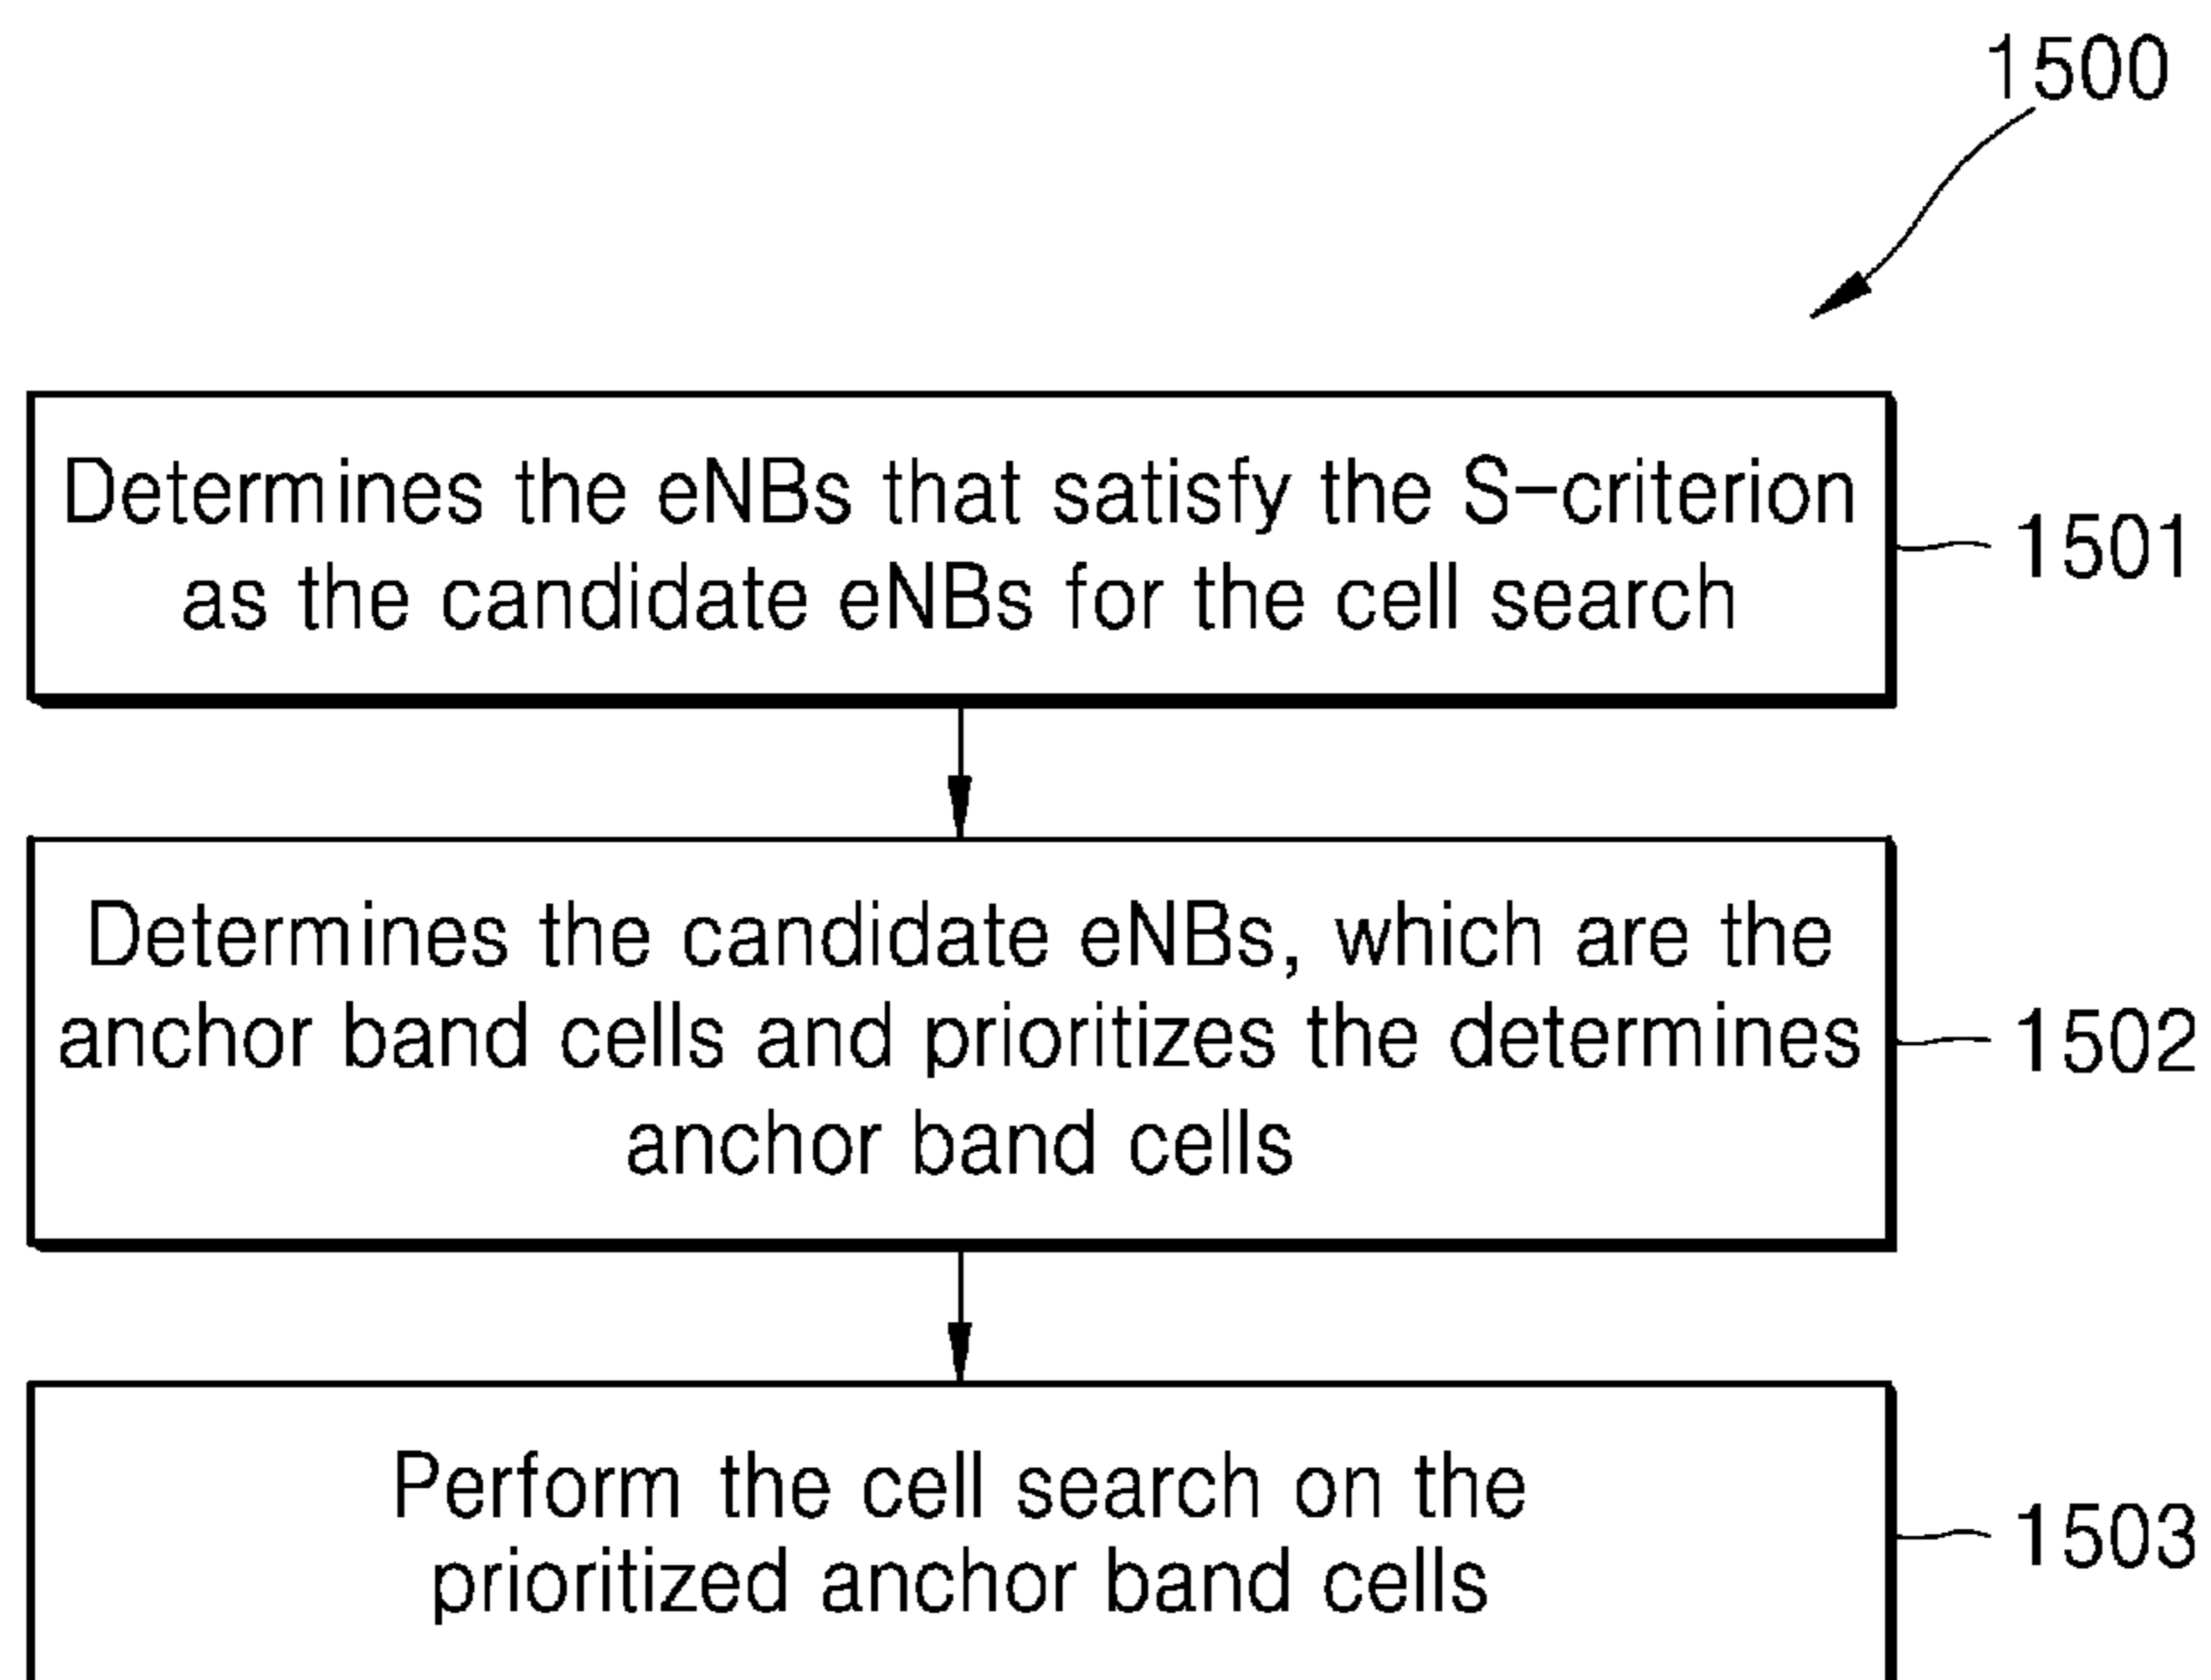 1500
Determines the eNBs that satisfy the S-criterion
as the candidate eNBs for the cell search
1501
Determines the candidate eNBs, which are the
anchor band cells and prioritizes the determines
anchor band cells
1502
Perform the cell search on the
prioritized anchor band cells
1503